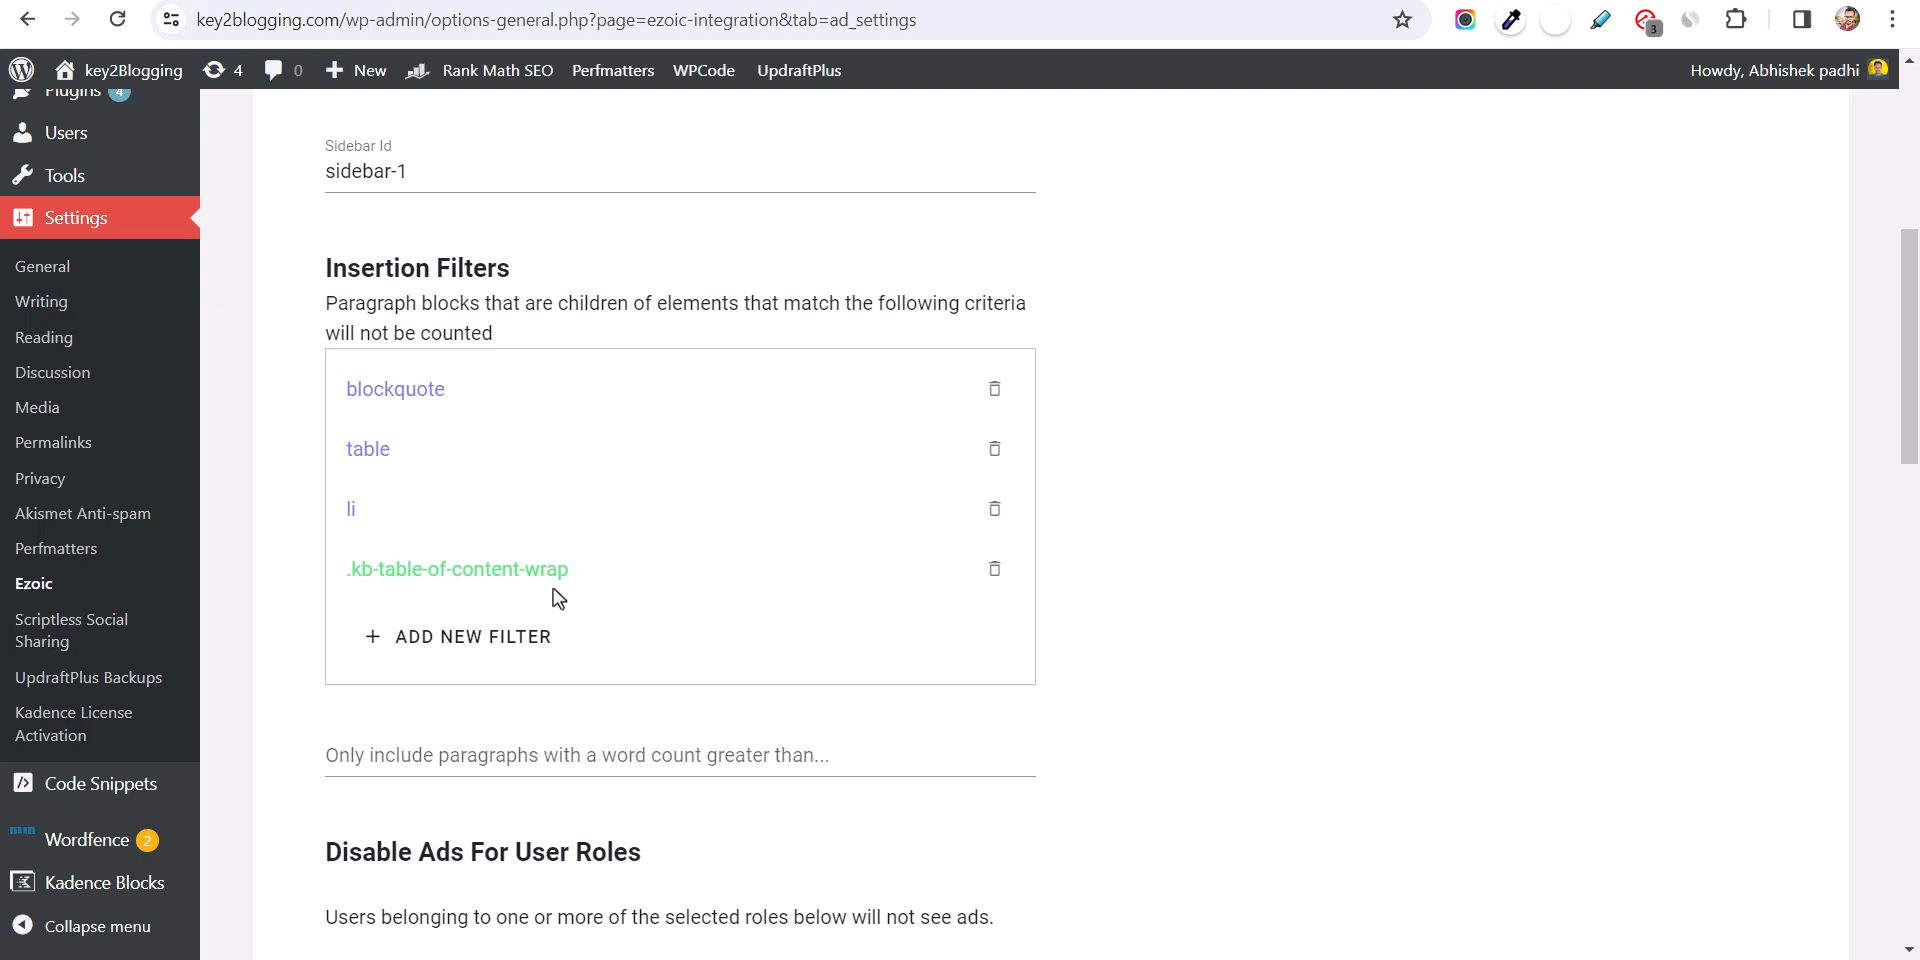 key2blogging.com/wp-admin/options-general.php?page=ezoic-integration&tab=ad_settings
3
key2Blogging
4
0
New
Rank Math SEO
Perfmatters
WPCode
UpdraftPlus
Howdy, Abhishek padhi
Plugins 4
Users
Tools
Settings
General
Writing
Reading
Discussion
Media
Permalinks
Privacy
Akismet Anti-spam
Perfmatters
Ezoic
Scriptless Social
Sharing
UpdraftPlus Backups
Kadence License
Activation
Code Snippets
Wordfence 2
Kadence Blocks
Collapse menu
Sidebar Id
sidebar-1
Insertion Filters
Paragraph blocks that are children of elements that match the following criteria
will not be counted
blockquote
table
li
.kb-table-of-content-wrap
+ ADD NEW FILTER
Only include paragraphs with a word count greater than...
Disable Ads For User Roles
Users belonging to one or more of the selected roles below will not see ads.